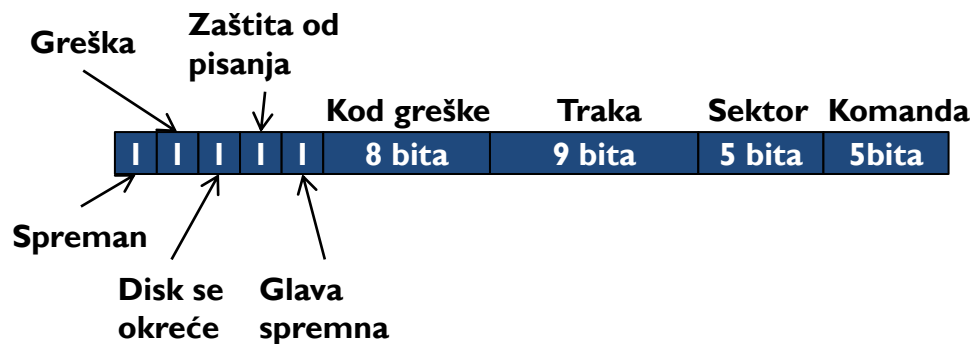 Greška
Zaštita od
pisanja
Kod greške Traka Sektor Komanda
1 1 1 1 1 8 bita 9 bita 5 bita 5bita
Spreman
Disk se
okreće
Glava
spremna